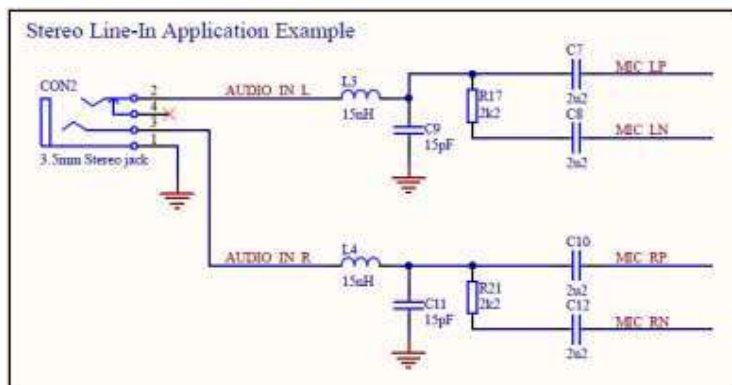 Stereo Line-In Application Example
CON2
2
4
3
1
3.5mm Stereo jack
AUDIO IN L
L3
15nH
C9
15pF
R17
2k2
C7
2u2
MIC LP
C8
2u2
MIC LN
AUDIO IN R
L4
15nH
C11
15pF
R21
2k2
C10
2u2
MIC RP
C12
2u2
MIC RN